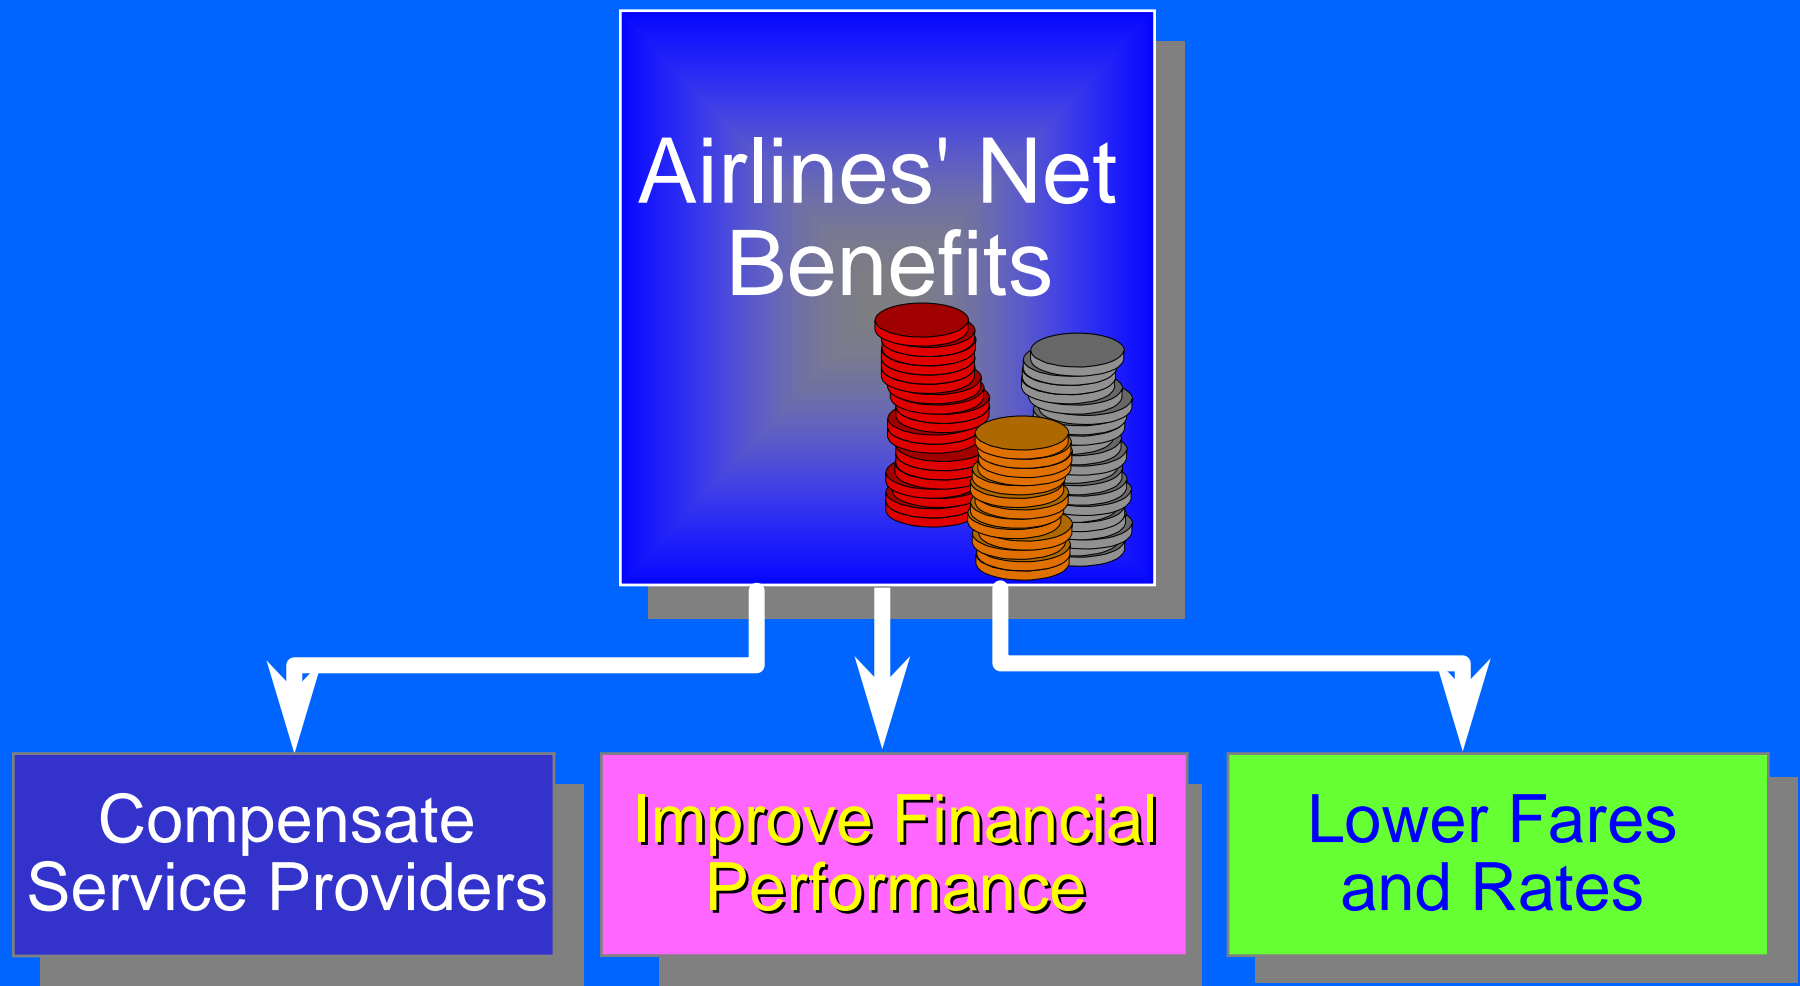 Airlines' Net
Benefits
Compensate
Service Providers
Improve Financial
Performance
Lower Fares
and Rates